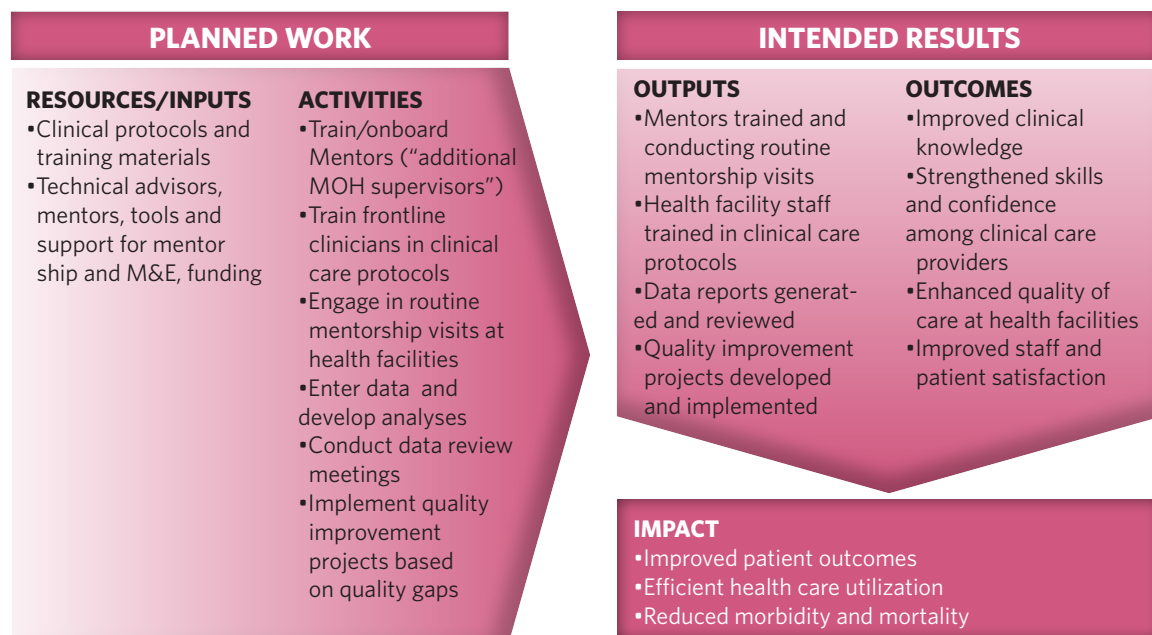 PLANNED WORK
RESOURCES/INPUTS
•Clinical protocols and
training materials
•Technical advisors,
mentors, tools and
support for mentor
ship and M&E, funding
ACTIVITIES
•Train/onboard
Mentors (“additional
MOH supervisors”)
•Train frontline
clinicians in clinical
care protocols
•Engage in routine
mentorship visits at
health facilities
•Enter data and
develop analyses
•Conduct data review
meetings
•Implement quality
improvement
projects based
on quality gaps
INTENDED RESULTS
OUTPUTS
•Mentors trained and
conducting routine
mentorship visits
•Health facility staff
trained in clinical care
protocols
•Data reports generat-
ed and reviewed
•Quality improvement
projects developed
and implemented
OUTCOMES
•Improved clinical
knowledge
•Strengthened skills
and confidence
among clinical care
providers
•Enhanced quality of
care at health facilities
•Improved staff and
patient satisfaction
IMPACT
•Improved patient outcomes
•Efficient health care utilization
•Reduced morbidity and mortality